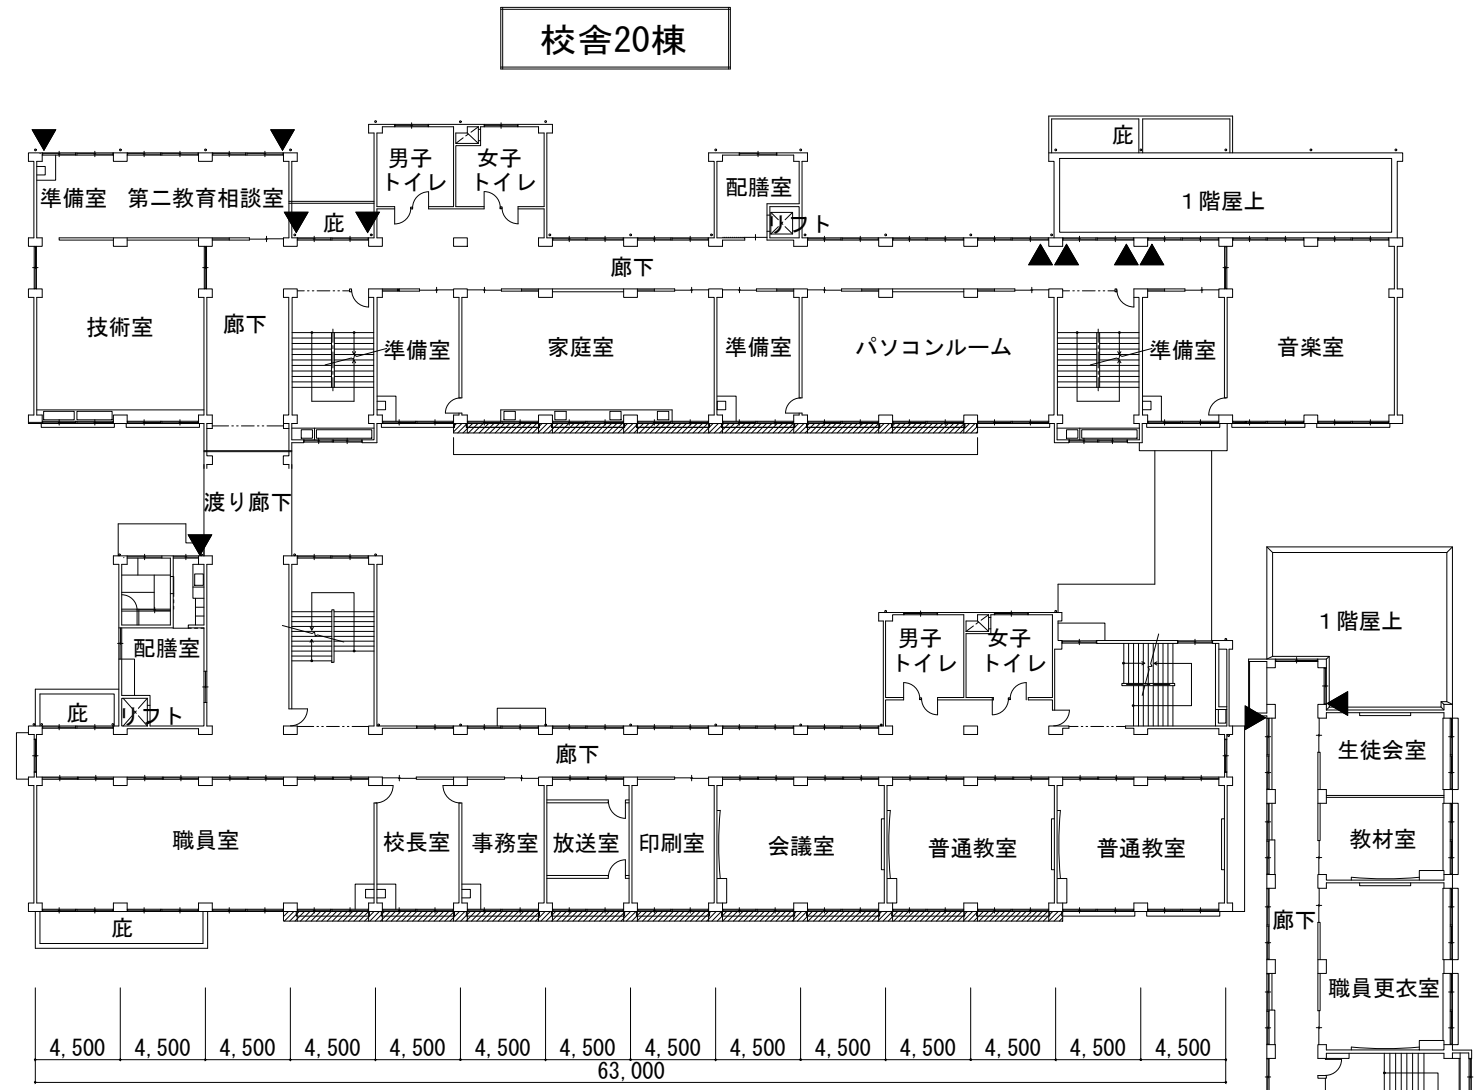 校舎20棟
庇
男子
トイレ
女子
トイレ
配膳室
リフト
準備室
第二教育相談室
庇
１階屋上
廊下
技術室
廊下
準備室
家庭室
準備室
パソコンルーム
準備室
音楽室
渡り廊下
配膳室
庇
リフト
男子
トイレ
女子
トイレ
１階屋上
廊下
生徒会室
職員室
校長室
事務室
放送室
印刷室
会議室
普通教室
普通教室
教材室
庇
廊下
職員更衣室
4,500 4,500 4,500 4,500 4,500 4,500 4,500 4,500 4,500 4,500 4,500 4,500 4,500 4,500
63,000